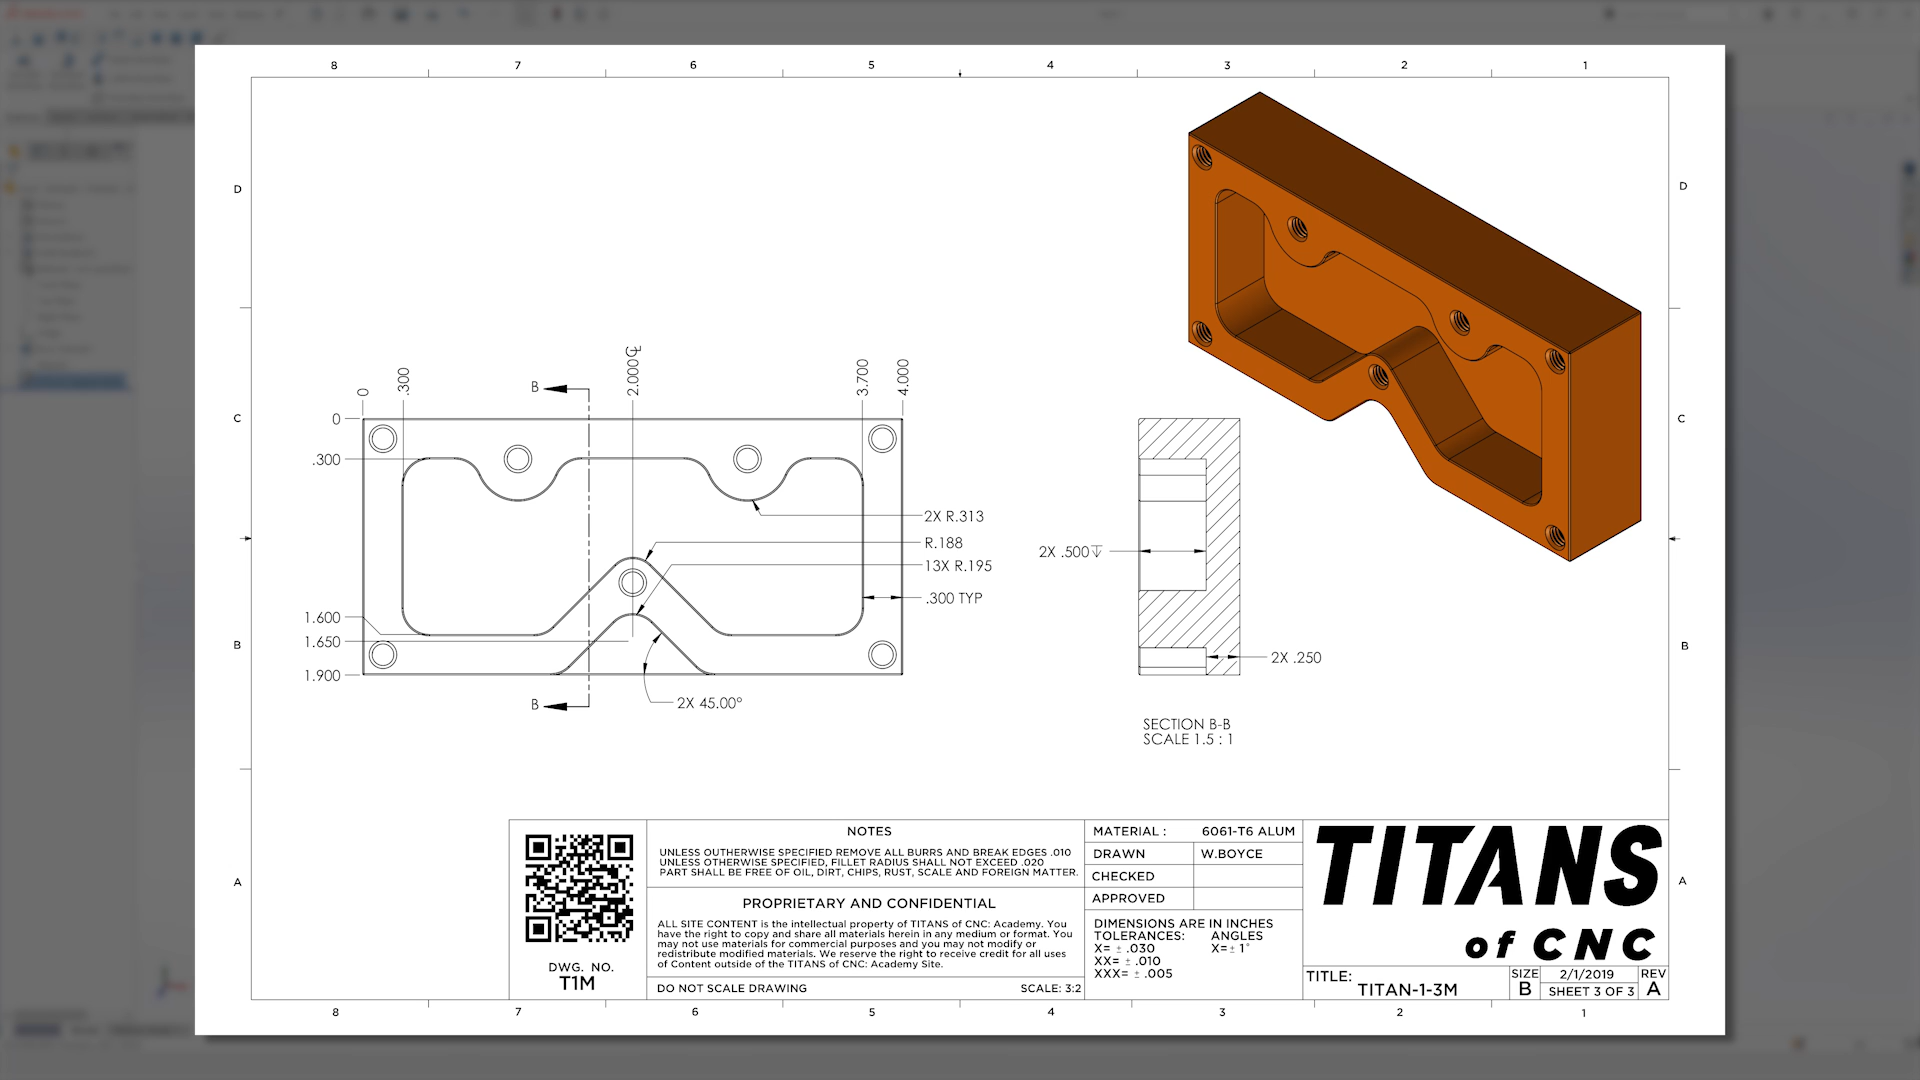 8 7 6 5 4 3 2 1
D D
0
.300
B
2.000℄
3.700
4.000
C 0 C
.300
2X R.313
R.188
2X .500↧
13X R.195
.300 TYP
1.600
1.650
B B
1.900
2X .250
B
2X 45.00°
SECTION B-B
SCALE 1.5 : 1
A A
DWG. NO.
T1M
NOTES
UNLESS OUTHERWISE SPECIFIED REMOVE ALL BURRS AND BREAK EDGES .010
UNLESS OTHERWISE SPECIFIED, FILLET RADIUS SHALL NOT EXCEED .020
PART SHALL BE FREE OF OIL, DIRT, CHIPS, RUST, SCALE AND FOREIGN MATTER.
PROPRIETARY AND CONFIDENTIAL
ALL SITE CONTENT is the intellectual property of TITANS of CNC: Academy. You
have the right to copy and share all materials herein in any medium or format. You
may not use materials for commercial purposes and you may not modify or
redistribute modified materials. We reserve the right to receive credit for all uses
of Content outside of the TITANS of CNC: Academy Site.
DO NOT SCALE DRAWING SCALE: 3:2
MATERIAL : 6061-T6 ALUM
DRAWN W.BOYCE
CHECKED
APPROVED
DIMENSIONS ARE IN INCHES
TOLERANCES: ANGLES
X= ± .030 X= ± 1°
XX= ± .010
XXX= ± .005
TITANS
of CNC
TITLE:
TITAN-1-3M
SIZE
B
2/1/2019
SHEET 3 OF 3
REV
A
8 7 6 5 4 3 2 1